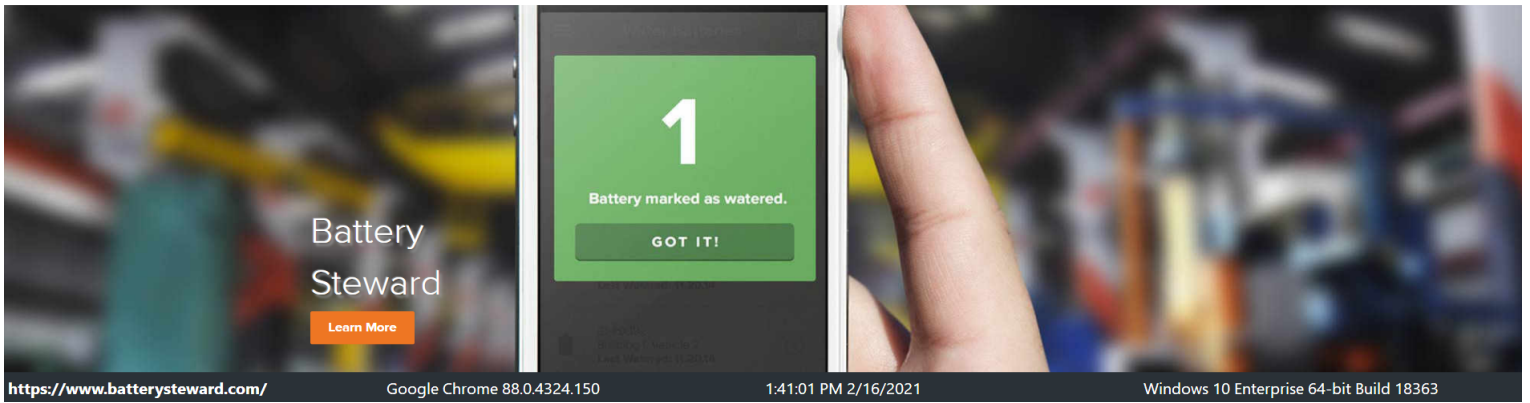 1
Battery marked as watered.
GOT IT!
Battery
Steward
Learn More
https://www.batterysteward.com/ Google Chrome 88.0.4324.150 1:41:01 PM 2/16/2021 Windows 10 Enterprise 64-bit Build 18363